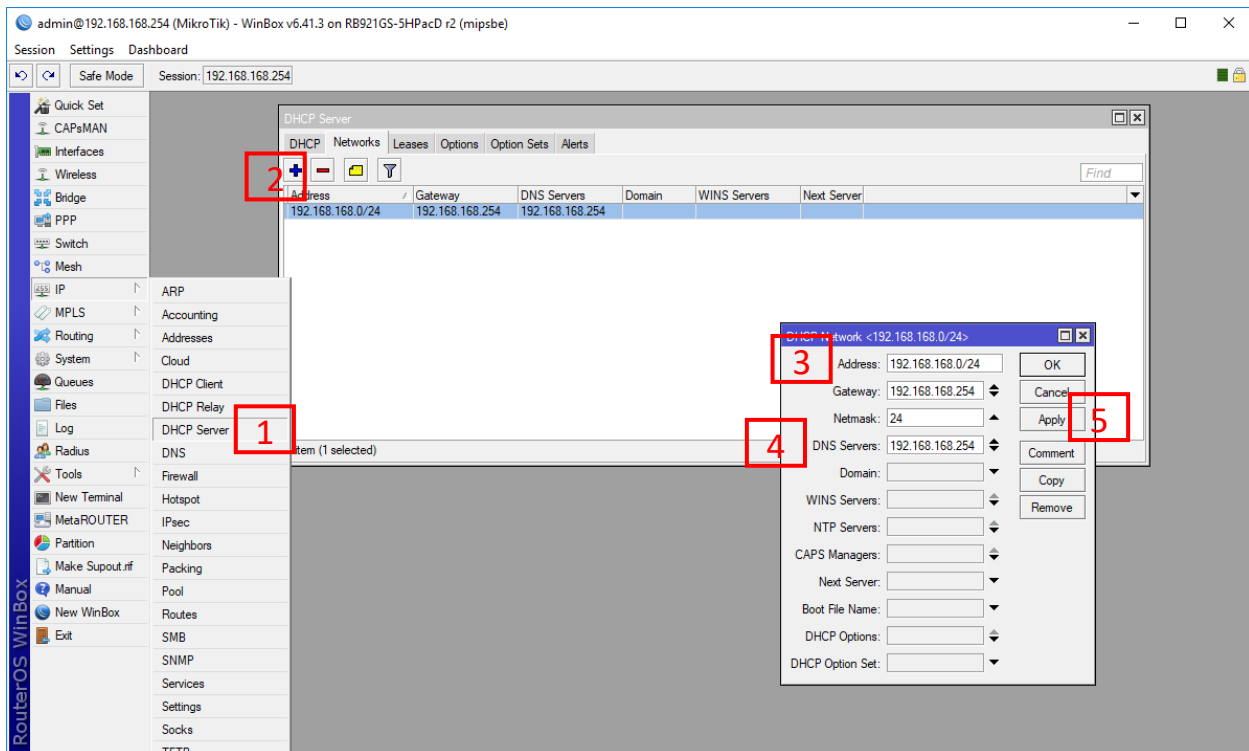 admin@192.168.168.254 (MikroTik) - WinBox v6.41.3 on RB921GS-5HPacD r2 (mipsbe)
Session Settings Dashboard
Safe Mode Session: 192.168.168.254
Quick Set
CAPsMAN
Interfaces
Wireless
Bridge
PPP
Switch
Mesh
IP
MPLS
Routing
System
Queues
Files
Log
Radius
Tools
New Terminal
MetaROUTER
Partition
Make Supout.rif
Manual
New WinBox
Exit
RouterOS WinBox
ARP
Accounting
Addresses
Cloud
DHCP Client
DHCP Relay
DHCP Server
1
DNS
Firewall
Hotspot
IPsec
Neighbors
Packing
Pool
Routes
SMB
SNMP
Services
Settings
Socks
TFTP
DHCP Server
DHCP Networks Leases Options Option Sets Alerts
2
Find
Address Gateway DNS Servers Domain WINS Servers Next Server
192.168.168.0/24 192.168.168.254 192.168.168.254
item (1 selected)
DHCP Network <192.168.168.0/24>
3
Address: 192.168.168.0/24 OK
Gateway: 192.168.168.254 Cancel
Netmask: 24 Apply
5
4
DNS Servers: 192.168.168.254 Comment
Domain: Copy
WINS Servers: Remove
NTP Servers:
CAPS Managers:
Next Server:
Boot File Name:
DHCP Options:
DHCP Option Set: